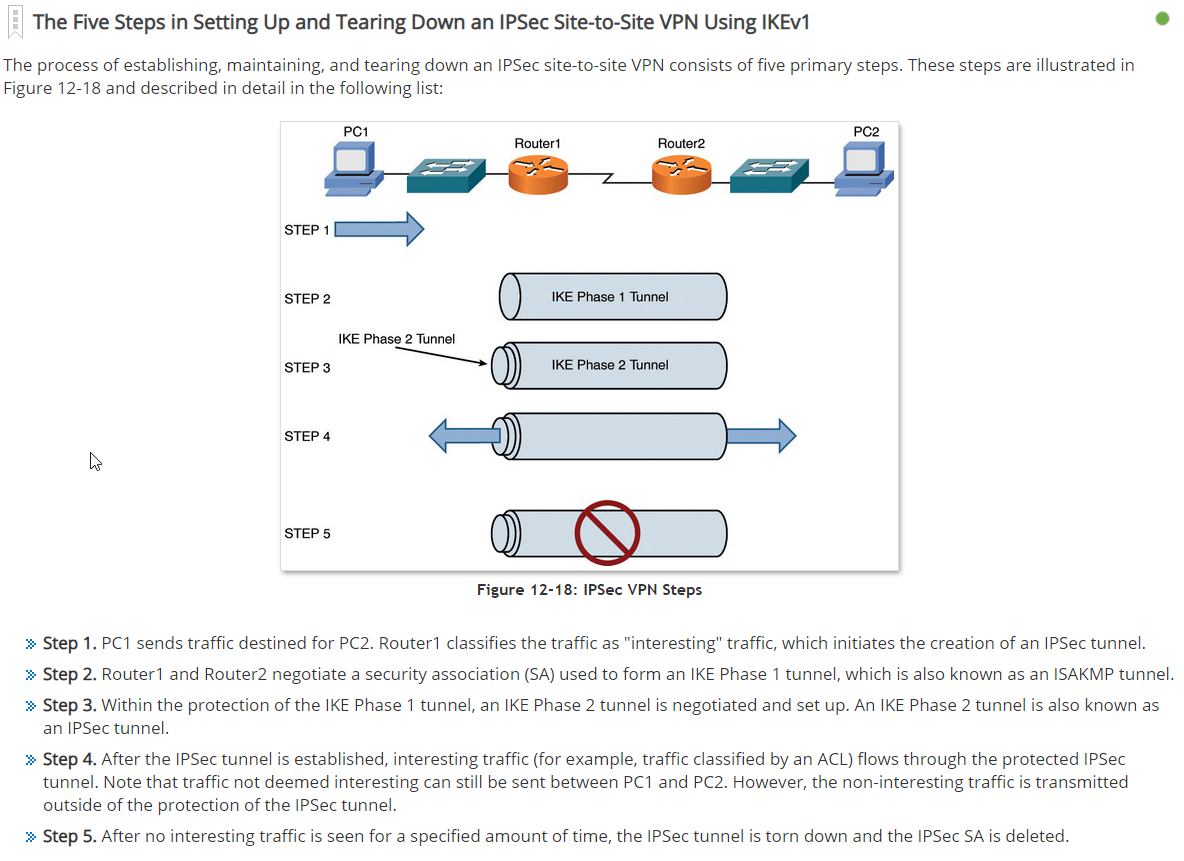 The Five Steps in Setting Up and Tearing Down an IPSec Site-to-Site VPN Using IKEv1
The process of establishing, maintaining, and tearing down an IPSec site-to-site VPN consists of five primary steps. These steps are illustrated in
Figure 12-18 and described in detail in the following list:
PC1
Router1
Router2
PC2
STEP 1
STEP 2
IKE Phase 1 Tunnel
IKE Phase 2 Tunnel
STEP 3
IKE Phase 2 Tunnel
STEP 4
STEP 5
Figure 12-18: IPSec VPN Steps
Step 1. PC1 sends traffic destined for PC2. Router1 classifies the traffic as "interesting" traffic, which initiates the creation of an IPSec tunnel.
Step 2. Router1 and Router2 negotiate a security association (SA) used to form an IKE Phase 1 tunnel, which is also known as an ISAKMP tunnel.
Step 3. Within the protection of the IKE Phase 1 tunnel, an IKE Phase 2 tunnel is negotiated and set up. An IKE Phase 2 tunnel is also known as
an IPSec tunnel.
Step 4. After the IPSec tunnel is established, interesting traffic (for example, traffic classified by an ACL) flows through the protected IPSec
tunnel. Note that traffic not deemed interesting can still be sent between PC1 and PC2. However, the non-interesting traffic is transmitted
outside of the protection of the IPSec tunnel.
Step 5. After no interesting traffic is seen for a specified amount of time, the IPSec tunnel is torn down and the IPSec SA is deleted.